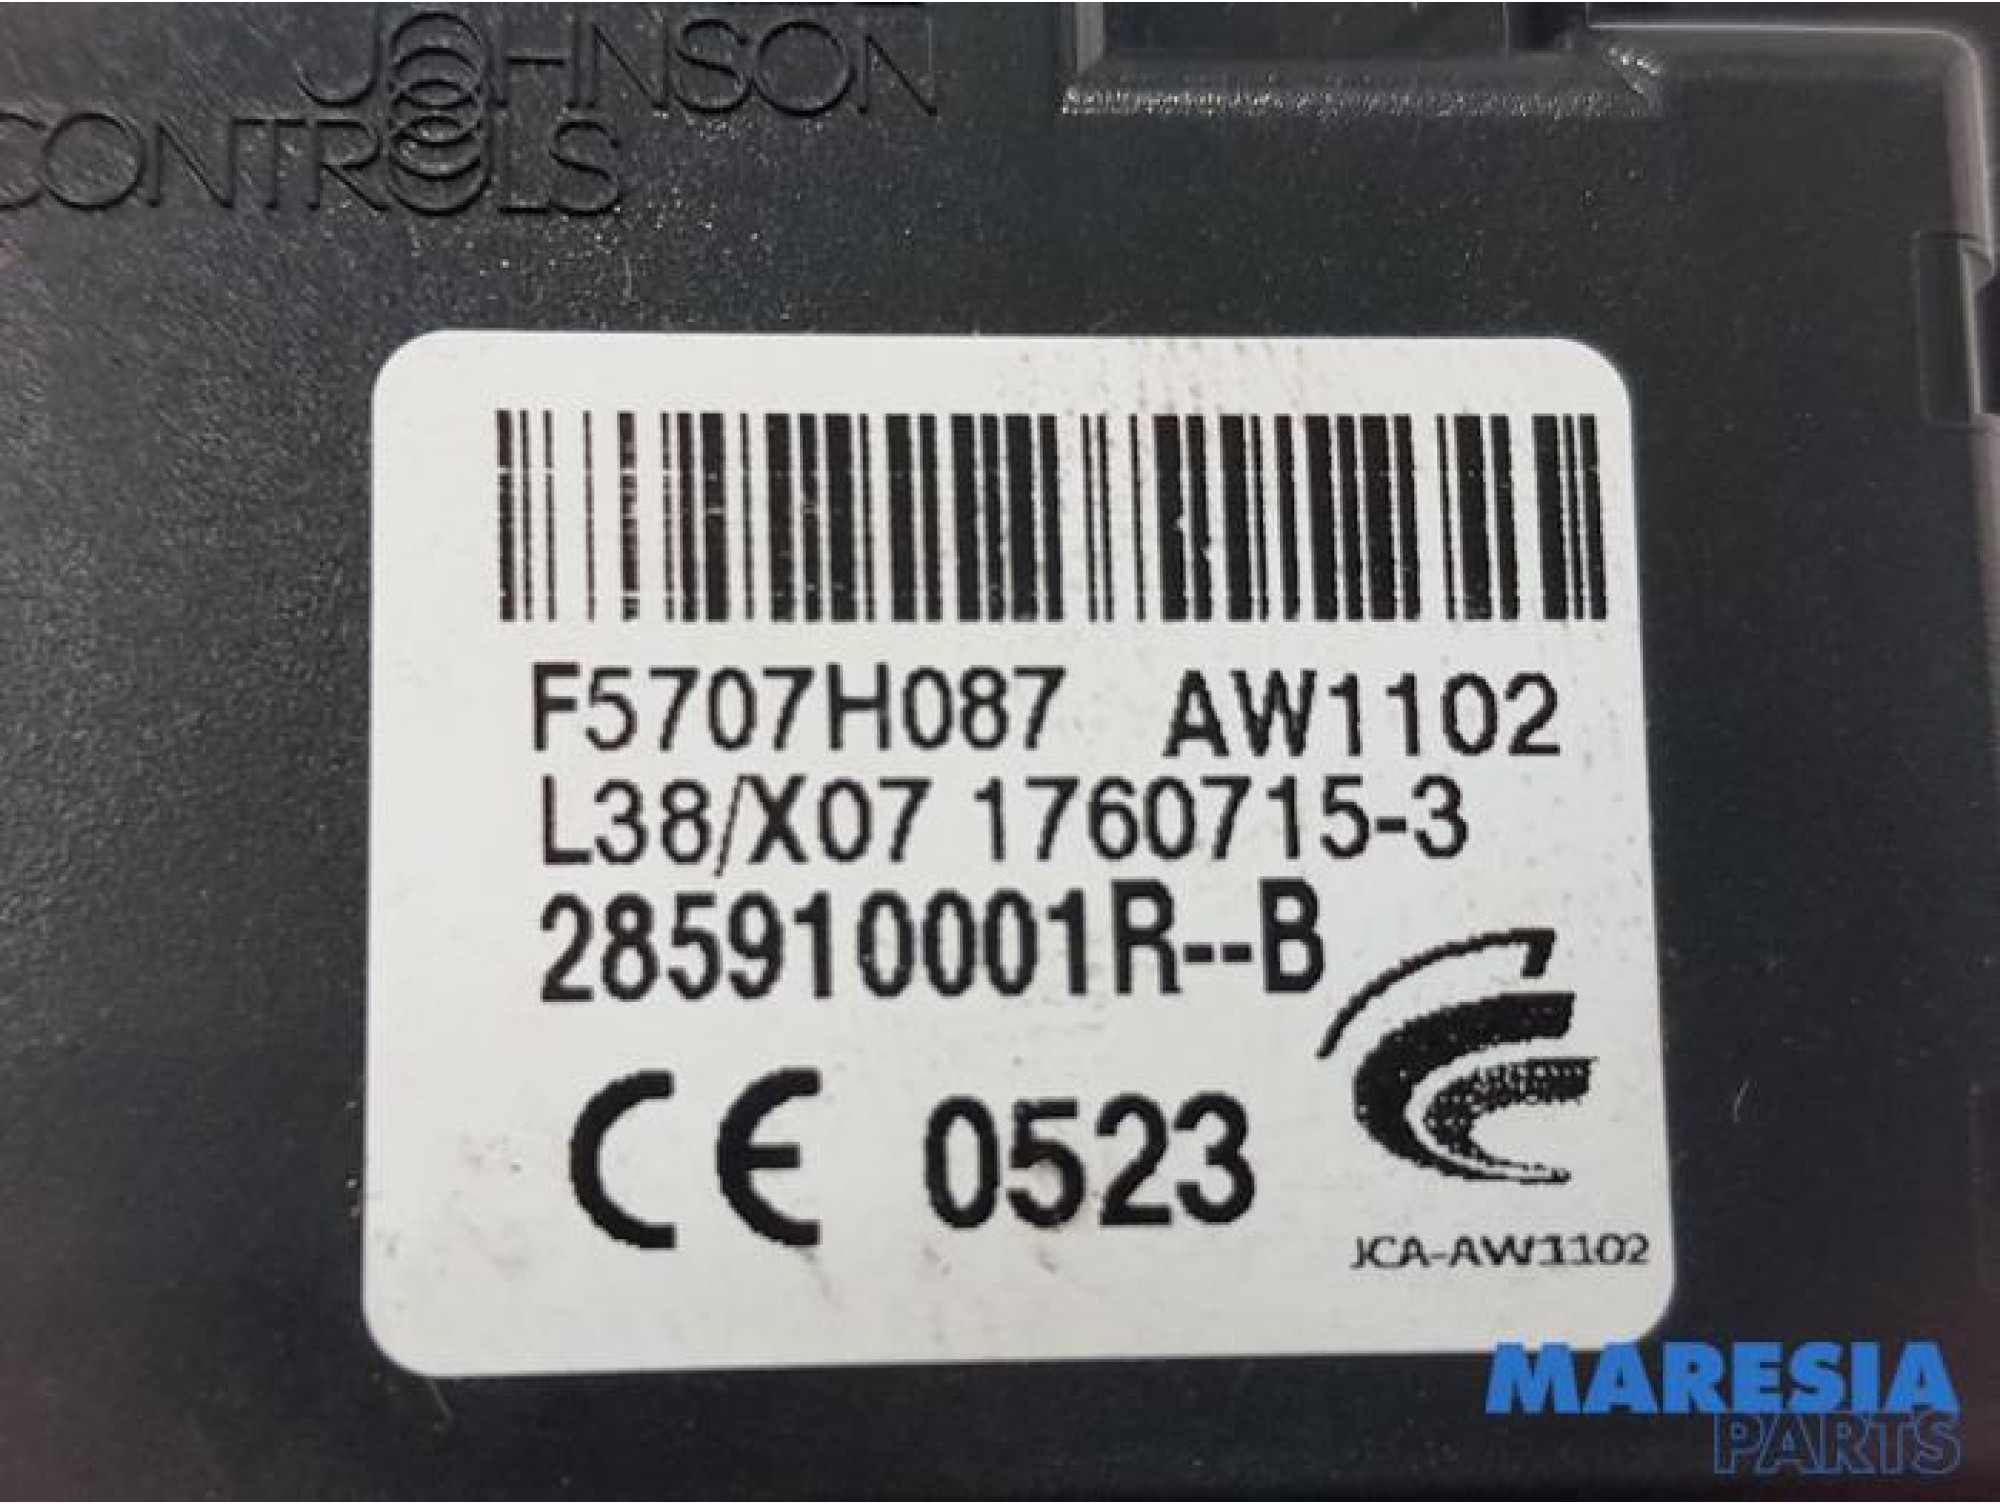 JOHNSON
CONTROLS
F5707H087 AW1102
L38/X07 1760715-3
285910001R--B
CE 0523
JCA-AW1102
MARESIA
PARTS